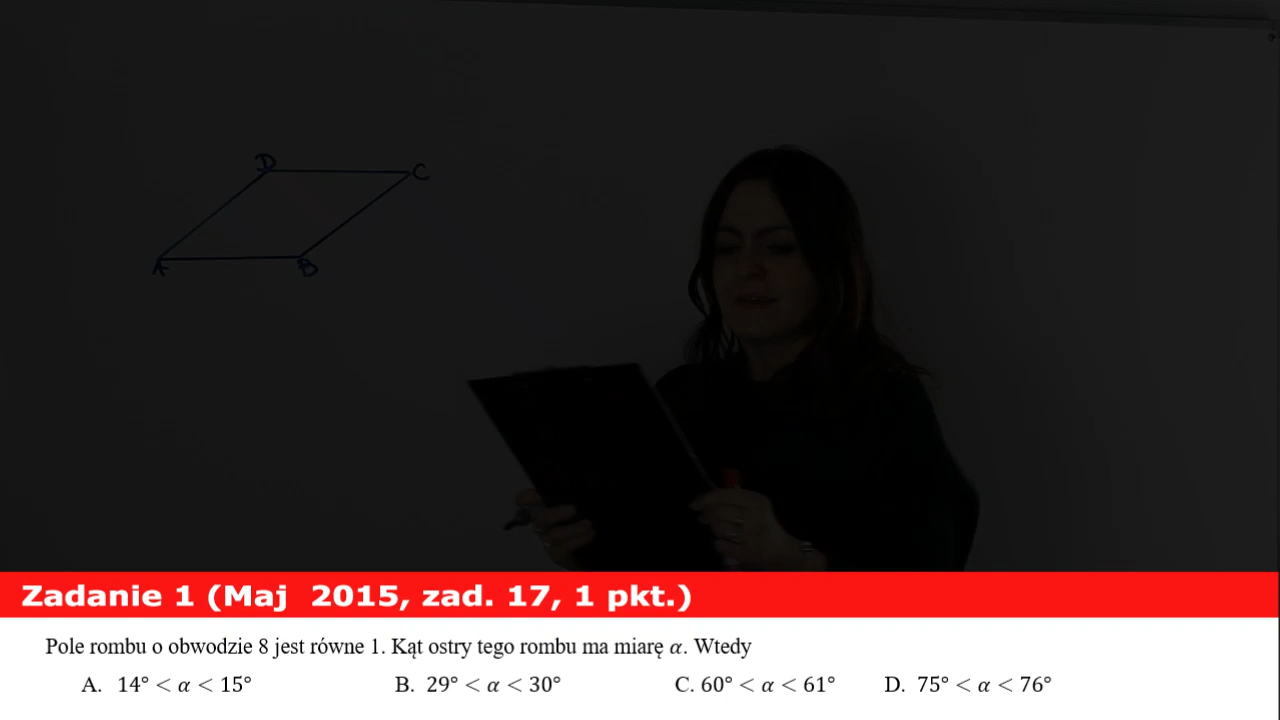 D
C
A
B
Zadanie 1 (Maj 2015, zad. 17, 1 pkt.)
Pole rombu o obwodzie 8 jest równe 1. Kąt ostry tego rombu ma miarę α. Wtedy
A. 14° < α < 15° B. 29° < α < 30° C. 60° < α < 61° D. 75° < α < 76°